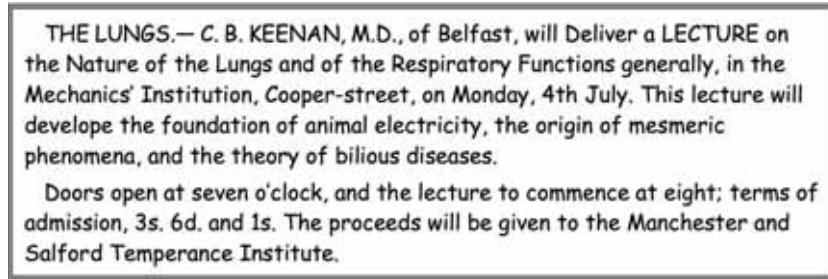 THE LUNGS.— C. B. KEENAN, M.D., of Belfast, will Deliver a LECTURE on
the Nature of the Lungs and of the Respiratory Functions generally, in the
Mechanics' Institution, Cooper-street, on Monday, 4th July. This lecture will
develope the foundation of animal electricity, the origin of mesmeric
phenomena, and the theory of bilious diseases.
Doors open at seven o'clock, and the lecture to commence at eight; terms of
admission, 3s. 6d. and 1s. The proceeds will be given to the Manchester and
Salford Temperance Institute.